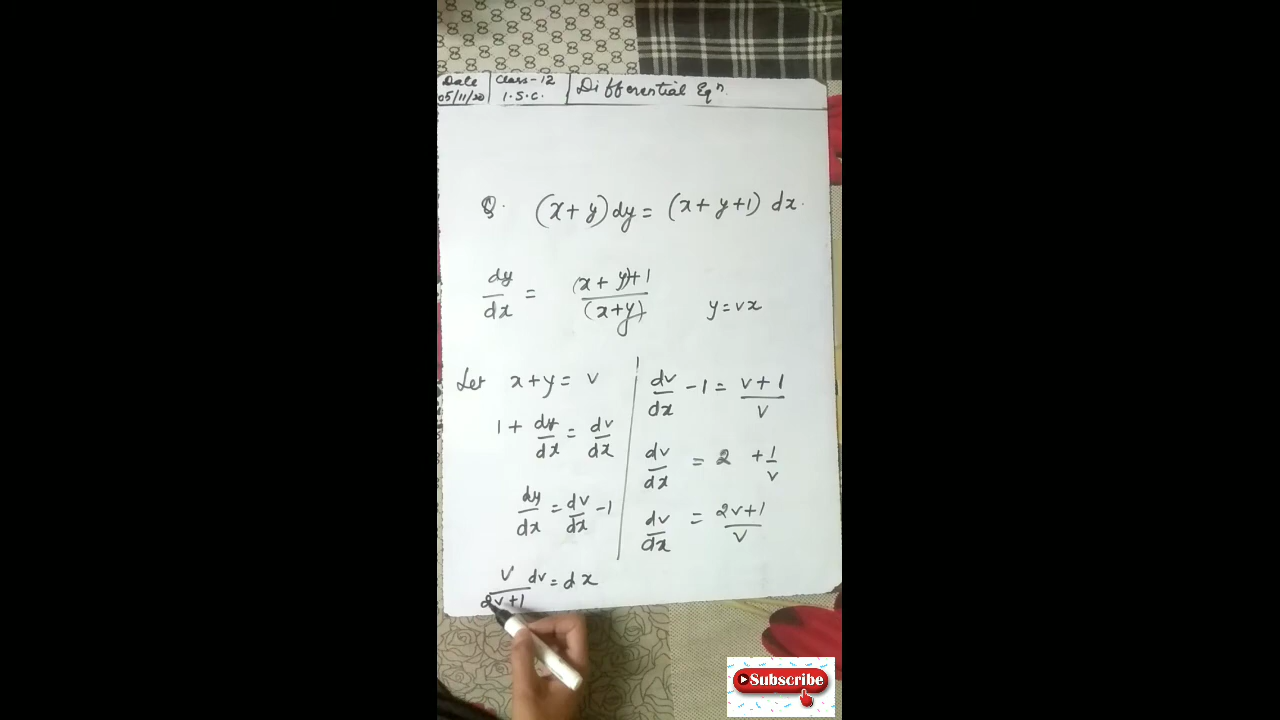 Date
05/11/20
Class-12
I.S.C.
Differential Eqⁿ.
Q. (x+y)dy = (x+y+1) dx.
dy/dx = (x+y)+1/(x+y)
y=vx
Let x+y = v
1 + dy/dx = dv/dx
dy/dx = dv/dx -1
dv/dx -1 = v+1/v
dv/dx = 2 + 1/v
dv/dx = 2v+1/v
v/2v+1 dv = dx
Subscribe